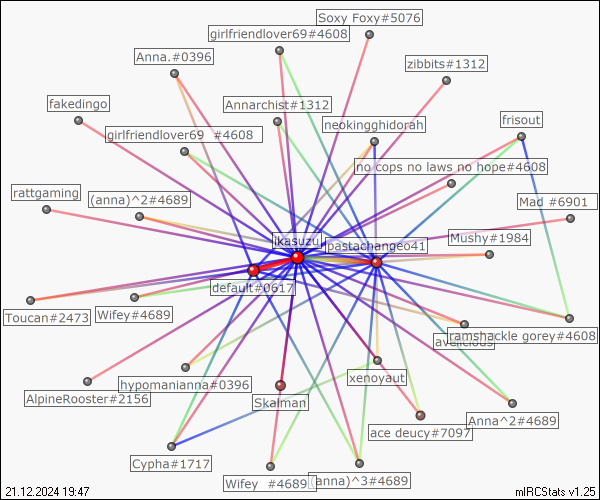 Soxy Foxy#5076
girlfriendlover69#4608
Anna.#0396
zibbits#1312
fakedingo
Annarchist#1312
frisout
neokingghidorah
girlfriendlover69 #4608
no cops no laws no hope#4608
rattgaming
(anna)^2#4689
Mad #6901
Mushy#1984
ikasuzu
pastachangeo41
default#0617
Toucan#2473
Wifey#4689
ramshackle gorey#4608
xenoyaut
hypomanianna#0396
AlpineRooster#2156
Skalman
Anna^2#4689
ace deucy#7097
Cypha#1717
Wifey #4689
(anna)^3#4689
21.12.2024 19:47
mIRCStats v1.25